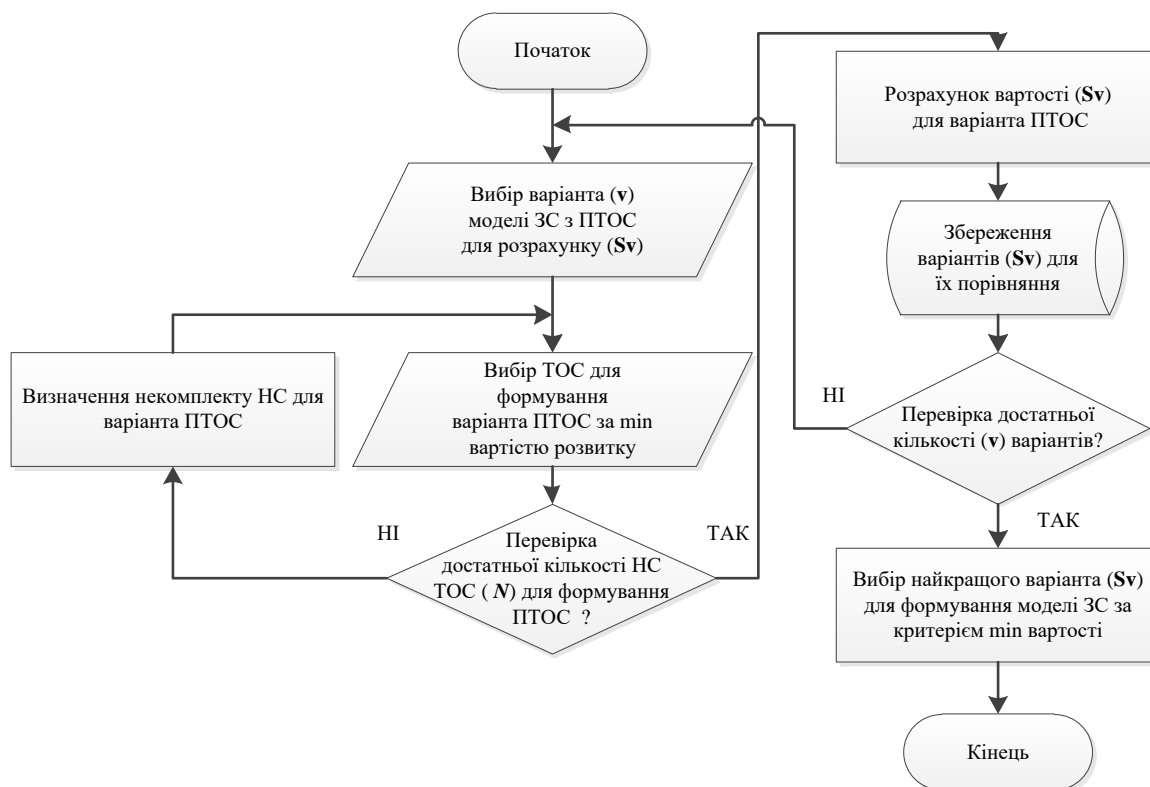 Початок
Вибір варіанта (v)
моделі ЗС з ПТОС
для розрахунку (Sv)
Визначення некомплекту НС для
варіанта ПТОС
Вибір ТОС для
формування
варіанта ПТОС за min
вартістю розвитку
НІ
ТАК
Перевірка
достатньої кількості НС
ТОС ( N) для формування
ПТОС ?
Розрахунок вартості (Sv)
для варіанта ПТОС
Збереження
варіантів (Sv) для
їх порівняння
НІ
Перевірка достатньої
кількості (v) варіантів?
ТАК
Вибір найкращого варіанта (Sv)
для формування моделі ЗС за
критерієм min вартості
Кінець